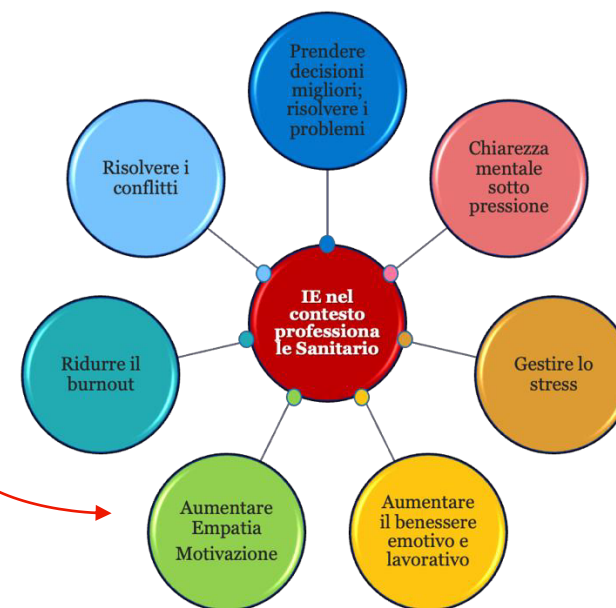 Prendere
decisioni
migliori;
risolvere i
problemi
Chiarezza
mentale
sotto
pressione
Gestire lo
stress
Aumentare
il benessere
emotivo e
lavorativo
Aumentare
Empatia
Motivazione
Ridurre il
burnout
Risolvere i
conflitti
IE nel
contesto
professiona
le Sanitario